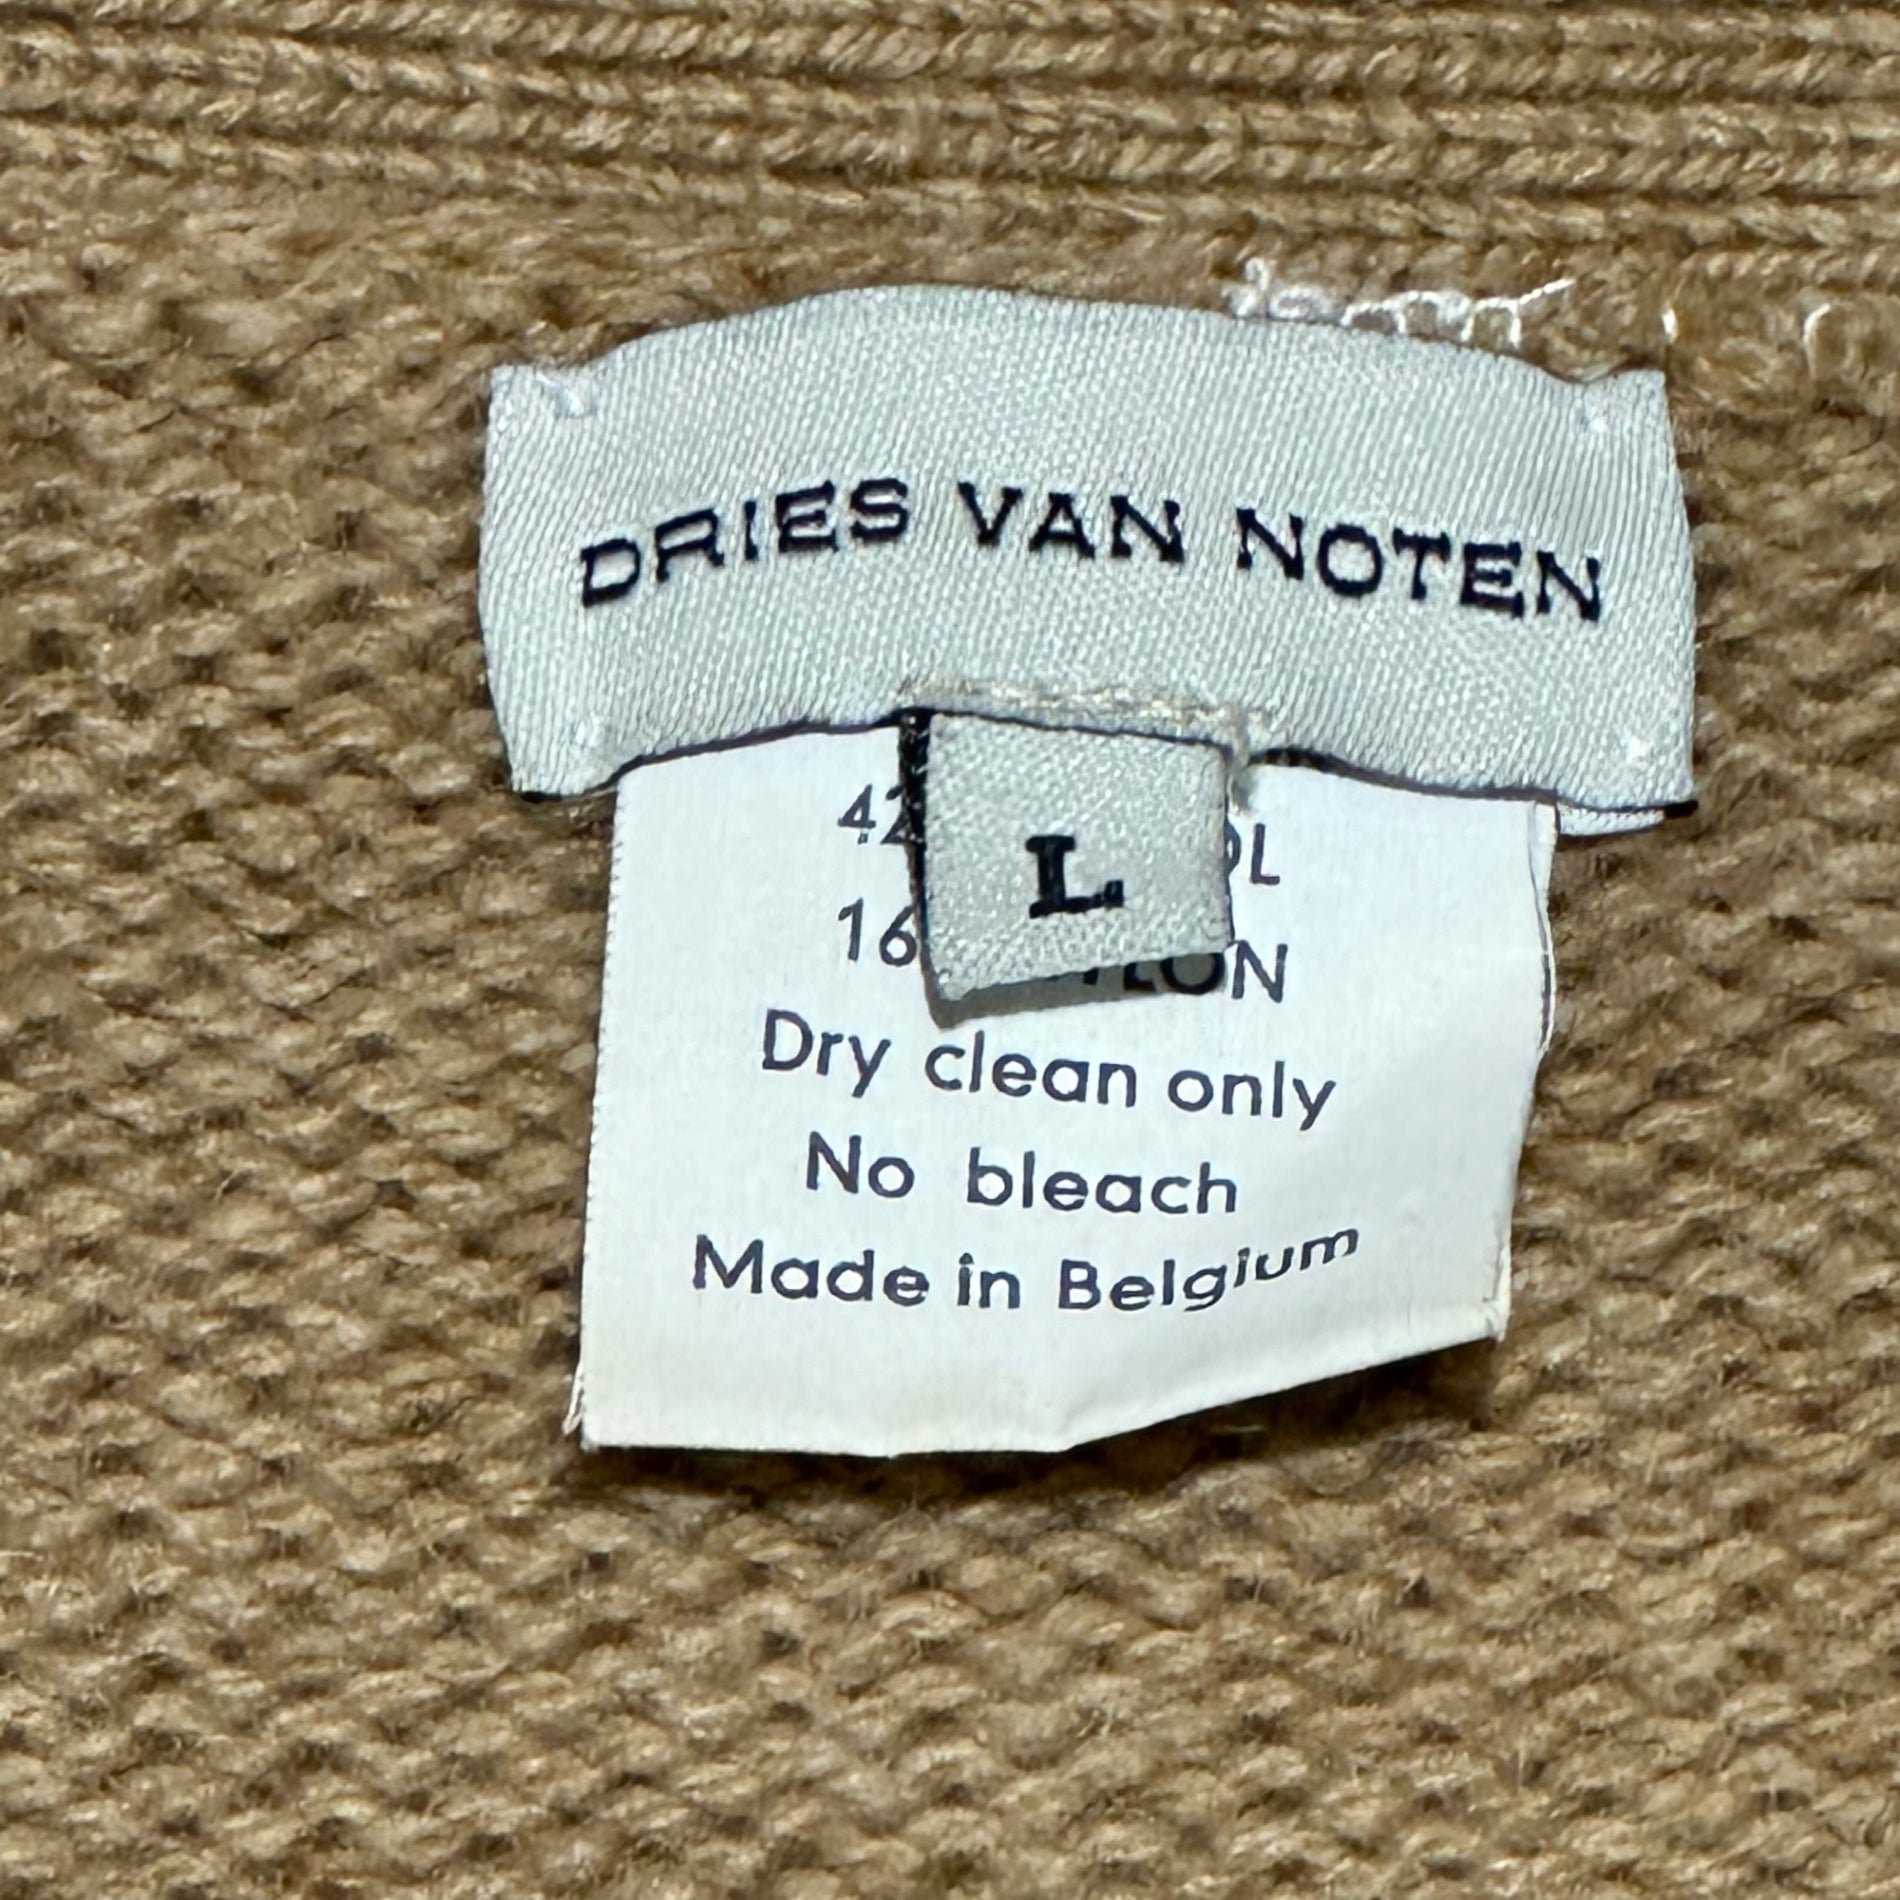 DRIES VAN NOTEN
L
Dry clean only
No bleach
Made in Belgium